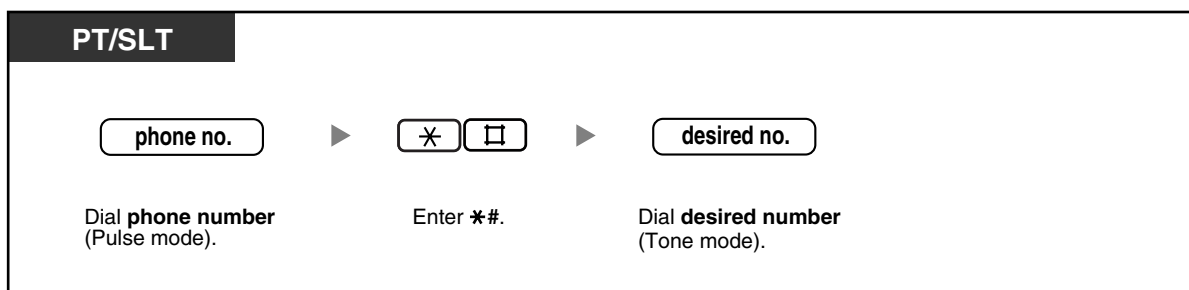 PT/SLT
phone no. ✱ # desired no.
Dial phone number Enter ✱#. Dial desired number
(Pulse mode). (Tone mode).